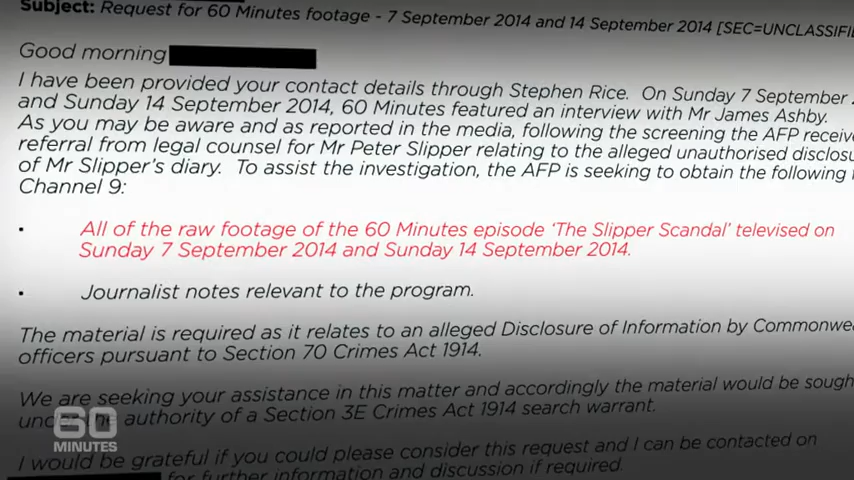 Subject: Request for 60 Minutes footage - 7 September 2014 and 14 September 2014 [SEC=UNCLASSIFI
Good morning
I have been provided your contact details through Stephen Rice. On Sunday 7 September
and Sunday 14 September 2014, 60 Minutes featured an interview with Mr James Ashby.
As you may be aware and as reported in the media, following the screening the AFP receive
referral from legal counsel for Mr Peter Slipper relating to the alleged unauthorised disclosu
of Mr Slipper's diary. To assist the investigation, the AFP is seeking to obtain the following
Channel 9:
• All of the raw footage of the 60 Minutes episode 'The Slipper Scandal' televised on
Sunday 7 September 2014 and Sunday 14 September 2014.
• Journalist notes relevant to the program.
The material is required as it relates to an alleged Disclosure of Information by Commonwe
officers pursuant to Section 70 Crimes Act 1914.
We are seeking your assistance in this matter and accordingly the material would be sough
under the authority of a Section 3E Crimes Act 1914 search warrant.
60
MINUTES
I would be grateful if you could please consider this request and I can be contacted on
for further information and discussion if required.